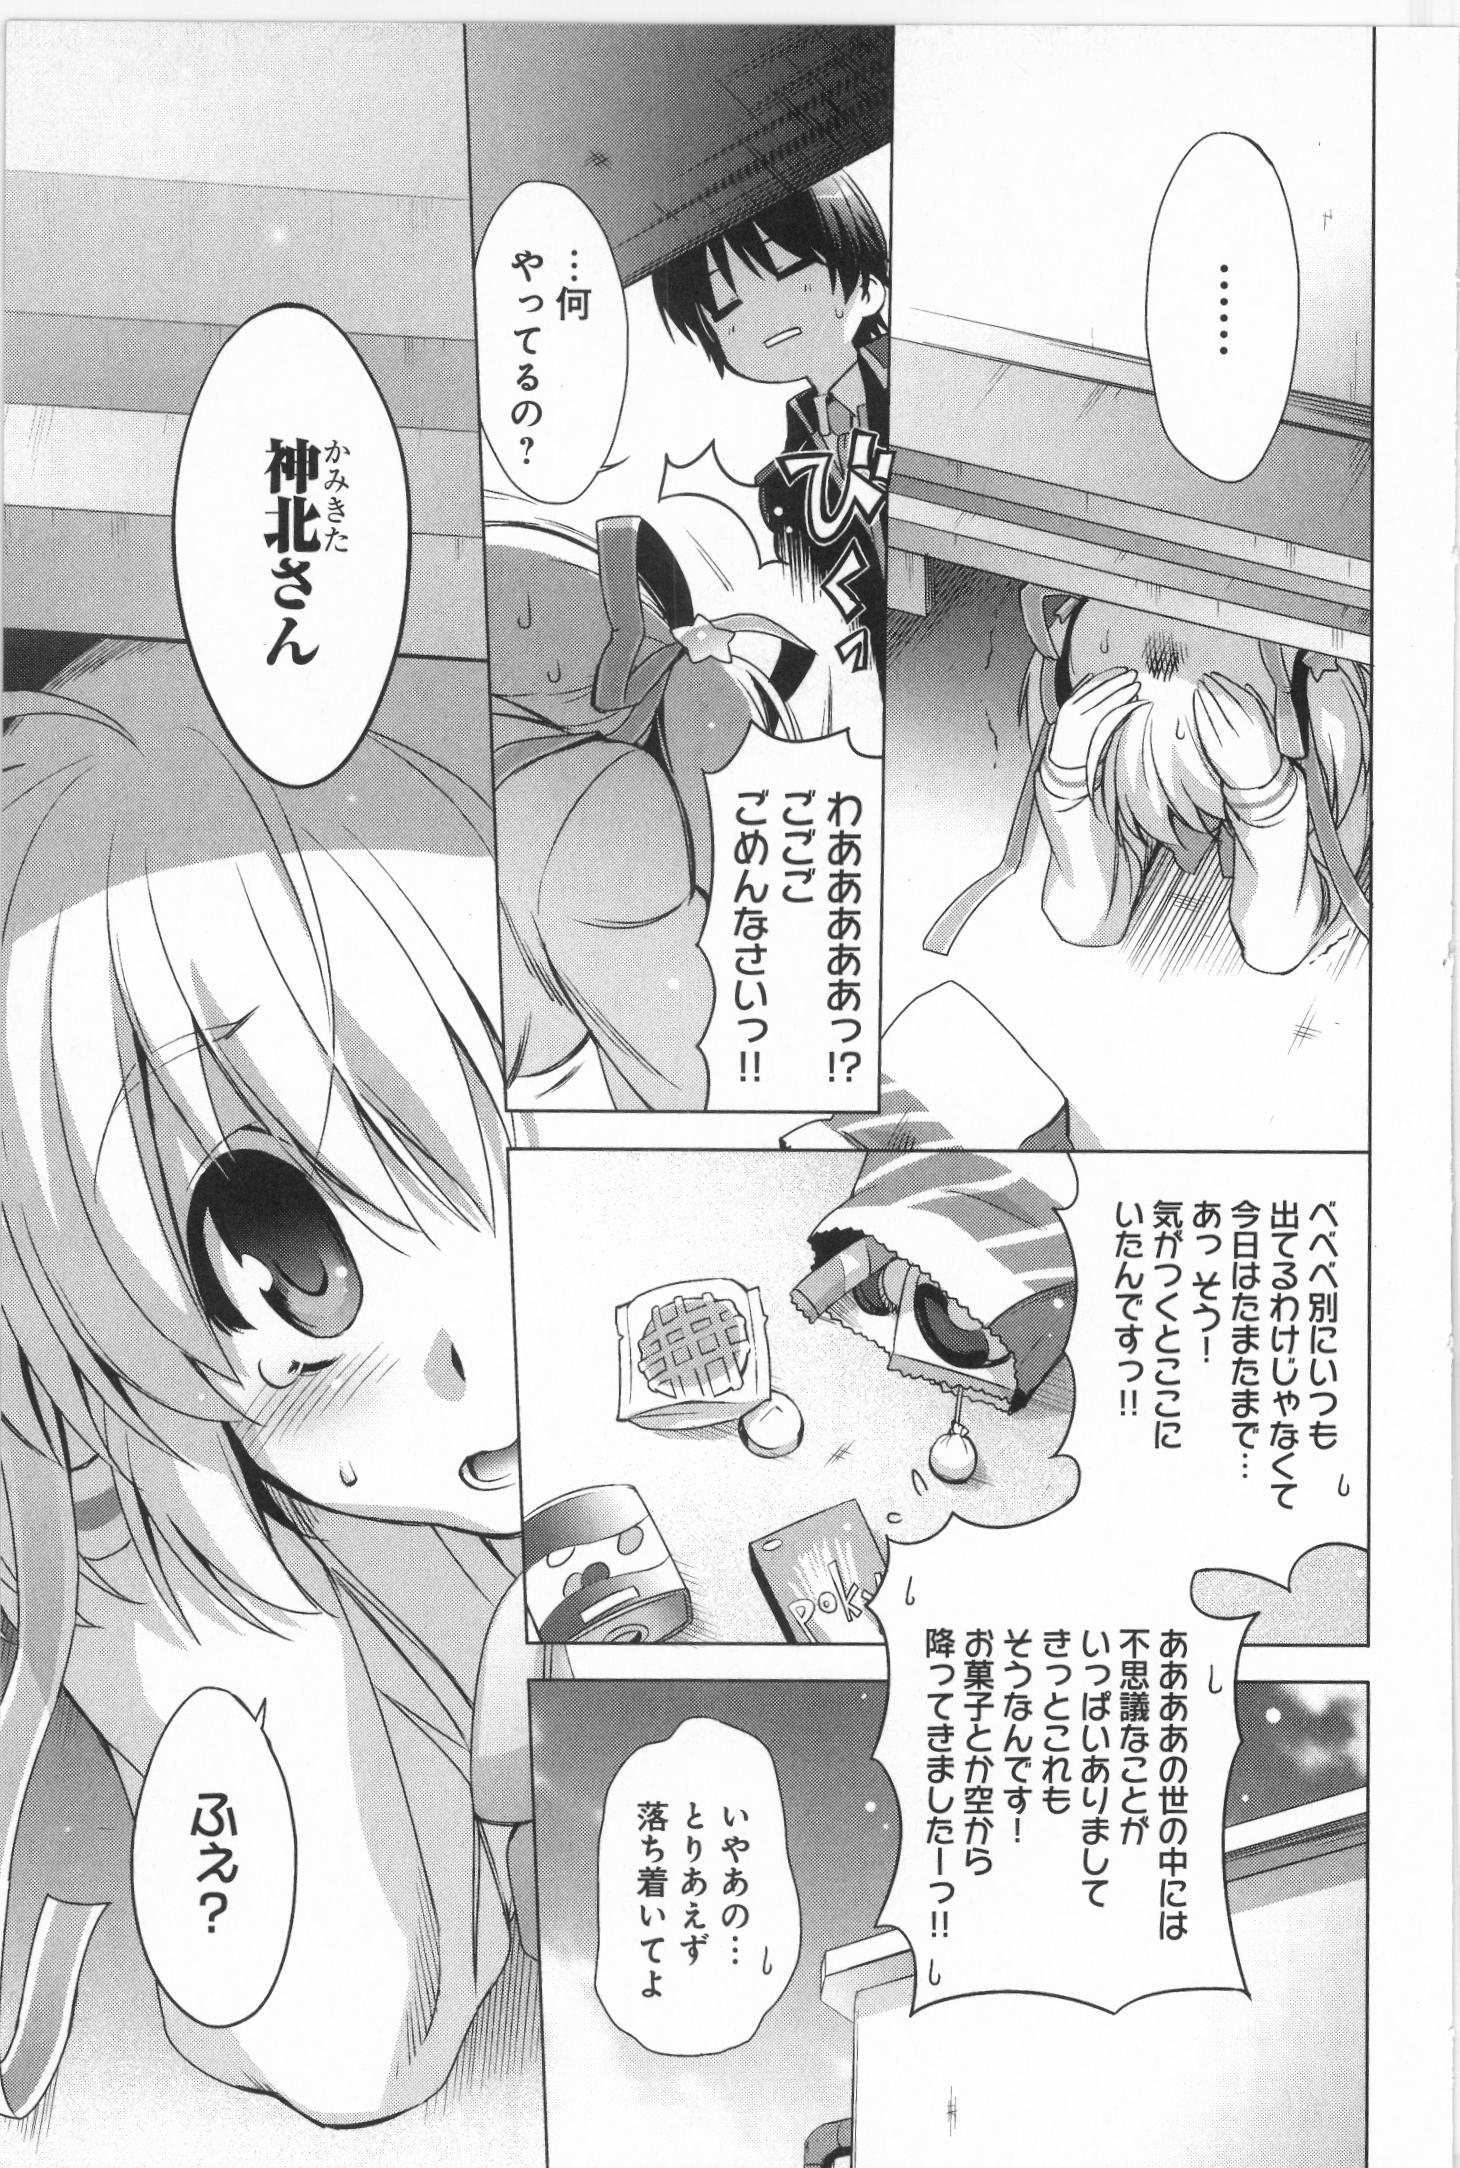 ・・・・・・・
…何
やってるの？
びくっ
わああああああっ!?
ごごご
ごめんなさいっ!!
べべべ別にいつも
出てるわけじゃなくて
今日はたまたまで…
あっ そう！
気がつくとここに
いたんですっ!!
ああああの世の中には
不思議なことが
いっぱいありまして
きっとこれも
そうなんです！
お菓子とか空から
降ってきましたーっ!!
いやあの…
とりあえず
落ち着いてよ
神北さん
かみきた
ふえ？